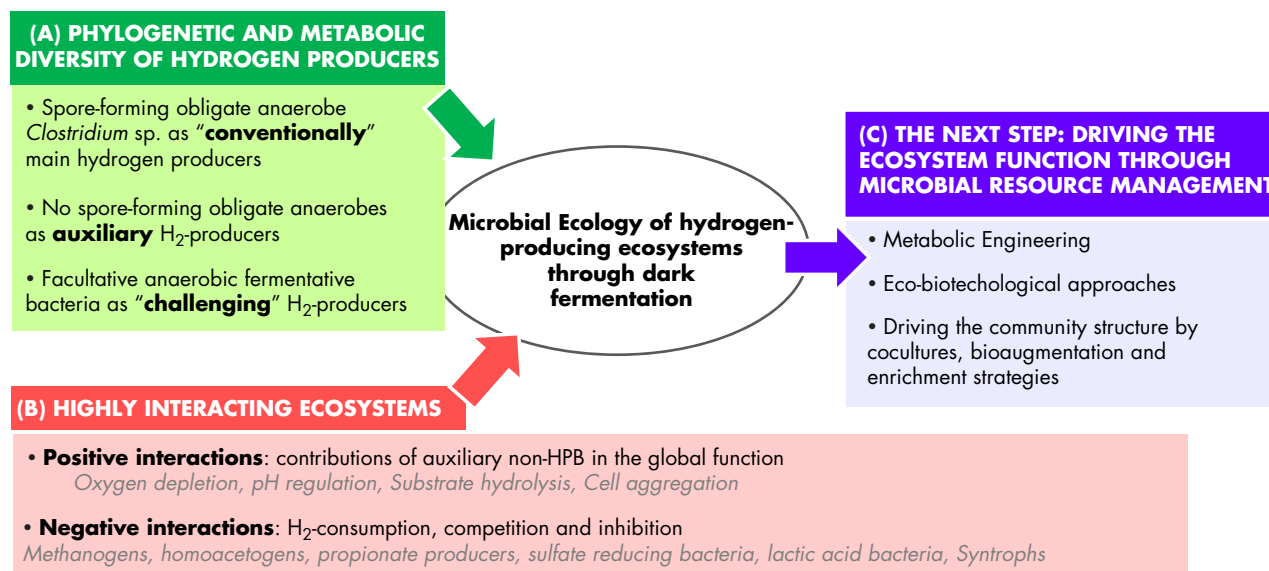 (A) PHYLOGENETIC AND METABOLIC
DIVERSITY OF HYDROGEN PRODUCERS
• Spore-forming obligate anaerobe
Clostridium sp. as “conventionally”
main hydrogen producers
• No spore-forming obligate anaerobes
as auxiliary H₂-producers
• Facultative anaerobic fermentative
bacteria as “challenging” H₂-producers
Microbial Ecology of hydrogen-
producing ecosystems
through dark
fermentation
(B) HIGHLY INTERACTING ECOSYSTEMS
• Positive interactions: contributions of auxiliary non-HPB in the global function
Oxygen depletion, pH regulation, Substrate hydrolysis, Cell aggregation
• Negative interactions: H₂-consumption, competition and inhibition
Methanogens, homoacetogens, propionate producers, sulfate reducing bacteria, lactic acid bacteria, Syntrophs
(C) THE NEXT STEP: DRIVING THE
ECOSYSTEM FUNCTION THROUGH
MICROBIAL RESOURCE MANAGEMENT
• Metabolic Engineering
• Eco-biotechological approaches
• Driving the community structure by
cocultures, bioaugmentation and
enrichment strategies